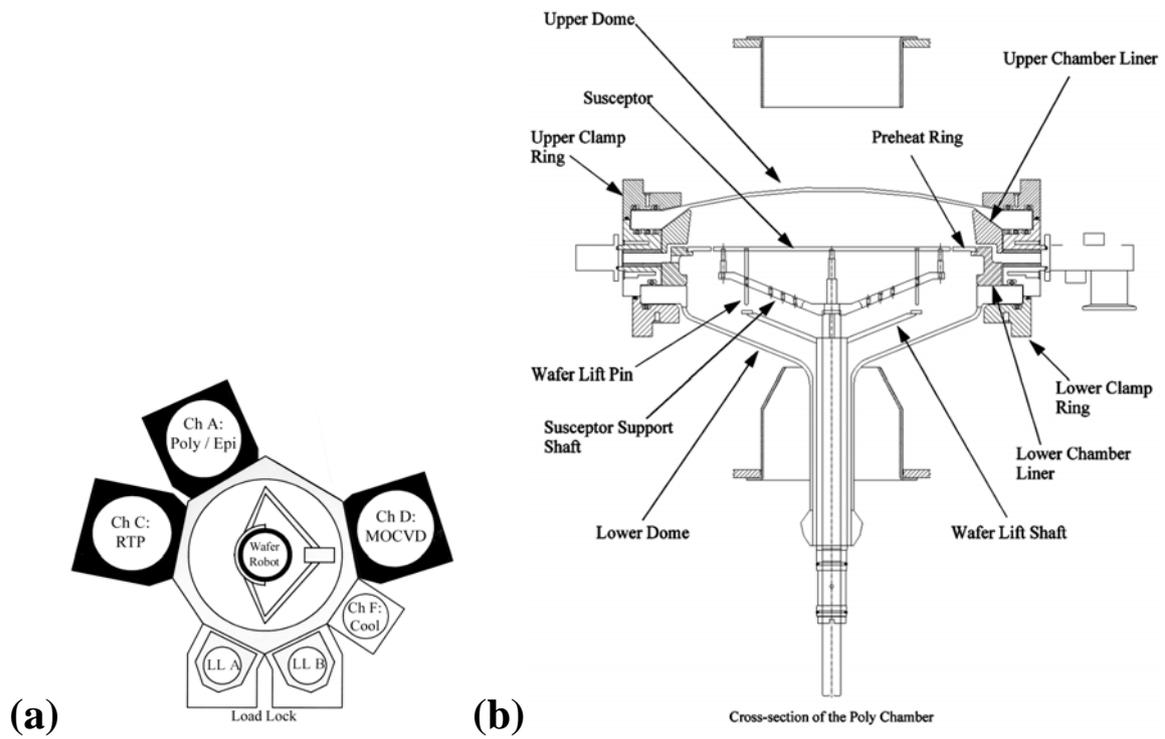 Ch A:
Poly / Epi
Ch C:
RTP
Ch D:
MOCVD
Wafer
Robot
Ch F:
Cool
LL A
LL B
Load Lock
(a)
Upper Dome
Upper Chamber Liner
Susceptor
Upper Clamp
Ring
Preheat Ring
Wafer Lift Pin
Susceptor Support
Shaft
Lower Dome
Lower Clamp
Ring
Lower Chamber
Liner
Wafer Lift Shaft
(b)
Cross-section of the Poly Chamber